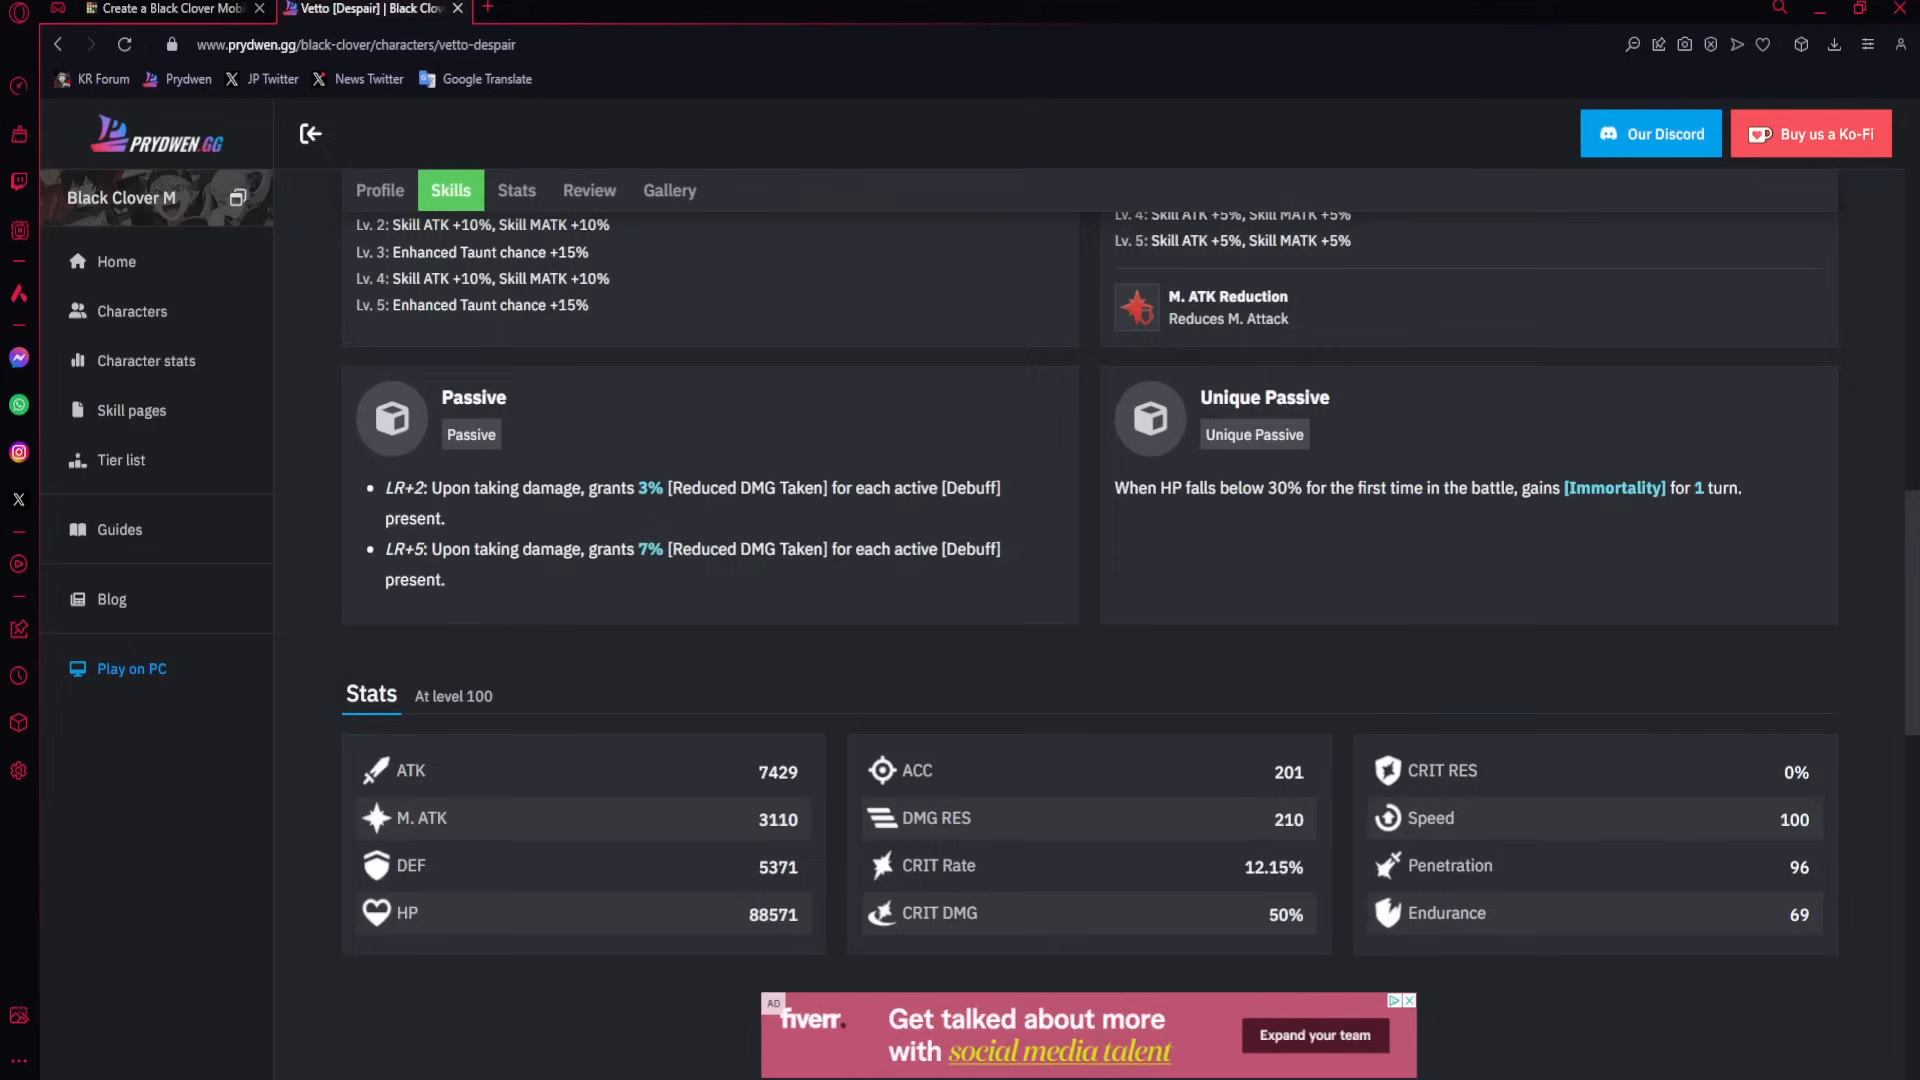 Create a Black Clover Mobi
Vetto [Despair] | Black Clov
www.prydwen.gg/black-clover/characters/vetto-despair
KR Forum
Prydwen
JP Twitter
News Twitter
Google Translate
PRYDWEN.GG
Our Discord
Buy us a Ko-Fi
Black Clover M
Profile
Skills
Stats
Review
Gallery
Home
Characters
Character stats
Skill pages
Tier list
Guides
Blog
Play on PC
Lv. 2: Skill ATK +10%, Skill MATK +10%
Lv. 3: Enhanced Taunt chance +15%
Lv. 4: Skill ATK +10%, Skill MATK +10%
Lv. 5: Enhanced Taunt chance +15%
Lv. 4: Skill ATK +5%, Skill MATK +5%
Lv. 5: Skill ATK +5%, Skill MATK +5%
M. ATK Reduction
Reduces M. Attack
Passive
Passive
LR+2: Upon taking damage, grants 3% [Reduced DMG Taken] for each active [Debuff]
present.
LR+5: Upon taking damage, grants 7% [Reduced DMG Taken] for each active [Debuff]
present.
Unique Passive
Unique Passive
When HP falls below 30% for the first time in the battle, gains [Immortality] for 1 turn.
Stats At level 100
ATK 7429
M. ATK 3110
DEF 5371
HP 88571
ACC 201
DMG RES 210
CRIT Rate 12.15%
CRIT DMG 50%
CRIT RES 0%
Speed 100
Penetration 96
Endurance 69
AD
fiverr.
Get talked about more
with social media talent
Expand your team